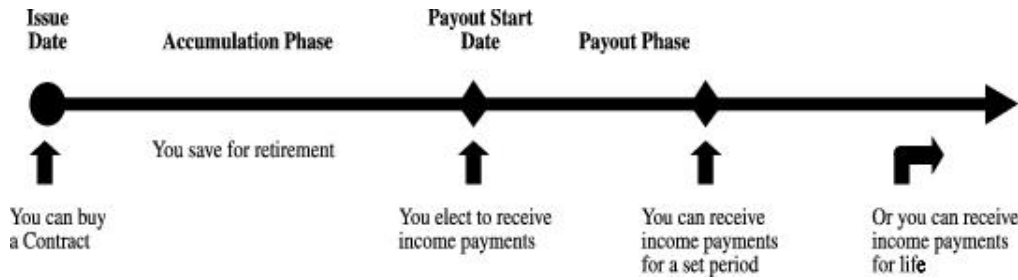 Issue
Date
Accumulation Phase
Payout Start
Date
Payout Phase
You save for retirement
You can buy
a Contract
You elect to receive
income payments
You can receive
income payments
for a set period
Or you can receive
income payments
for life